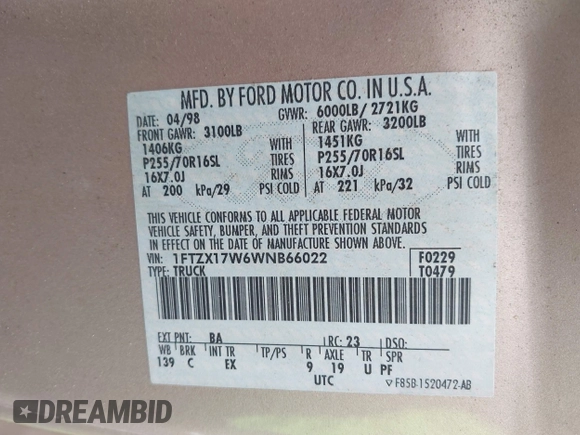 MFD. BY FORD MOTOR CO. IN U.S.A.
DATE: 04/98 GVWR: 6000LB/ 2721KG
FRONT GAWR: 3100LB REAR GAWR: 3200LB
1406KG WITH 1451KG WITH
P255/70R16SL TIRES P255/70R16SL TIRES
16X7.0J RIMS 16X7.0J RIMS
AT 200 kPa/29 PSI COLD AT 221 kPa/32 PSI COLD
THIS VEHICLE CONFORMS TO ALL APPLICABLE FEDERAL MOTOR
VEHICLE SAFETY, BUMPER, AND THEFT PREVENTION STANDARDS
IN EFFECT ON THE DATE OF MANUFACTURE SHOWN ABOVE.
VIN: 1FTZX17W6WNB66022 F0229
TYPE: TRUCK T0479
EXT PNT: BA RC: 23 DSO:
WB BRK INT TR TP/PS R AXLE TR SPR
139 C EX 9 19 U PF
UTC F85B-1520472-AB
DREAMBID